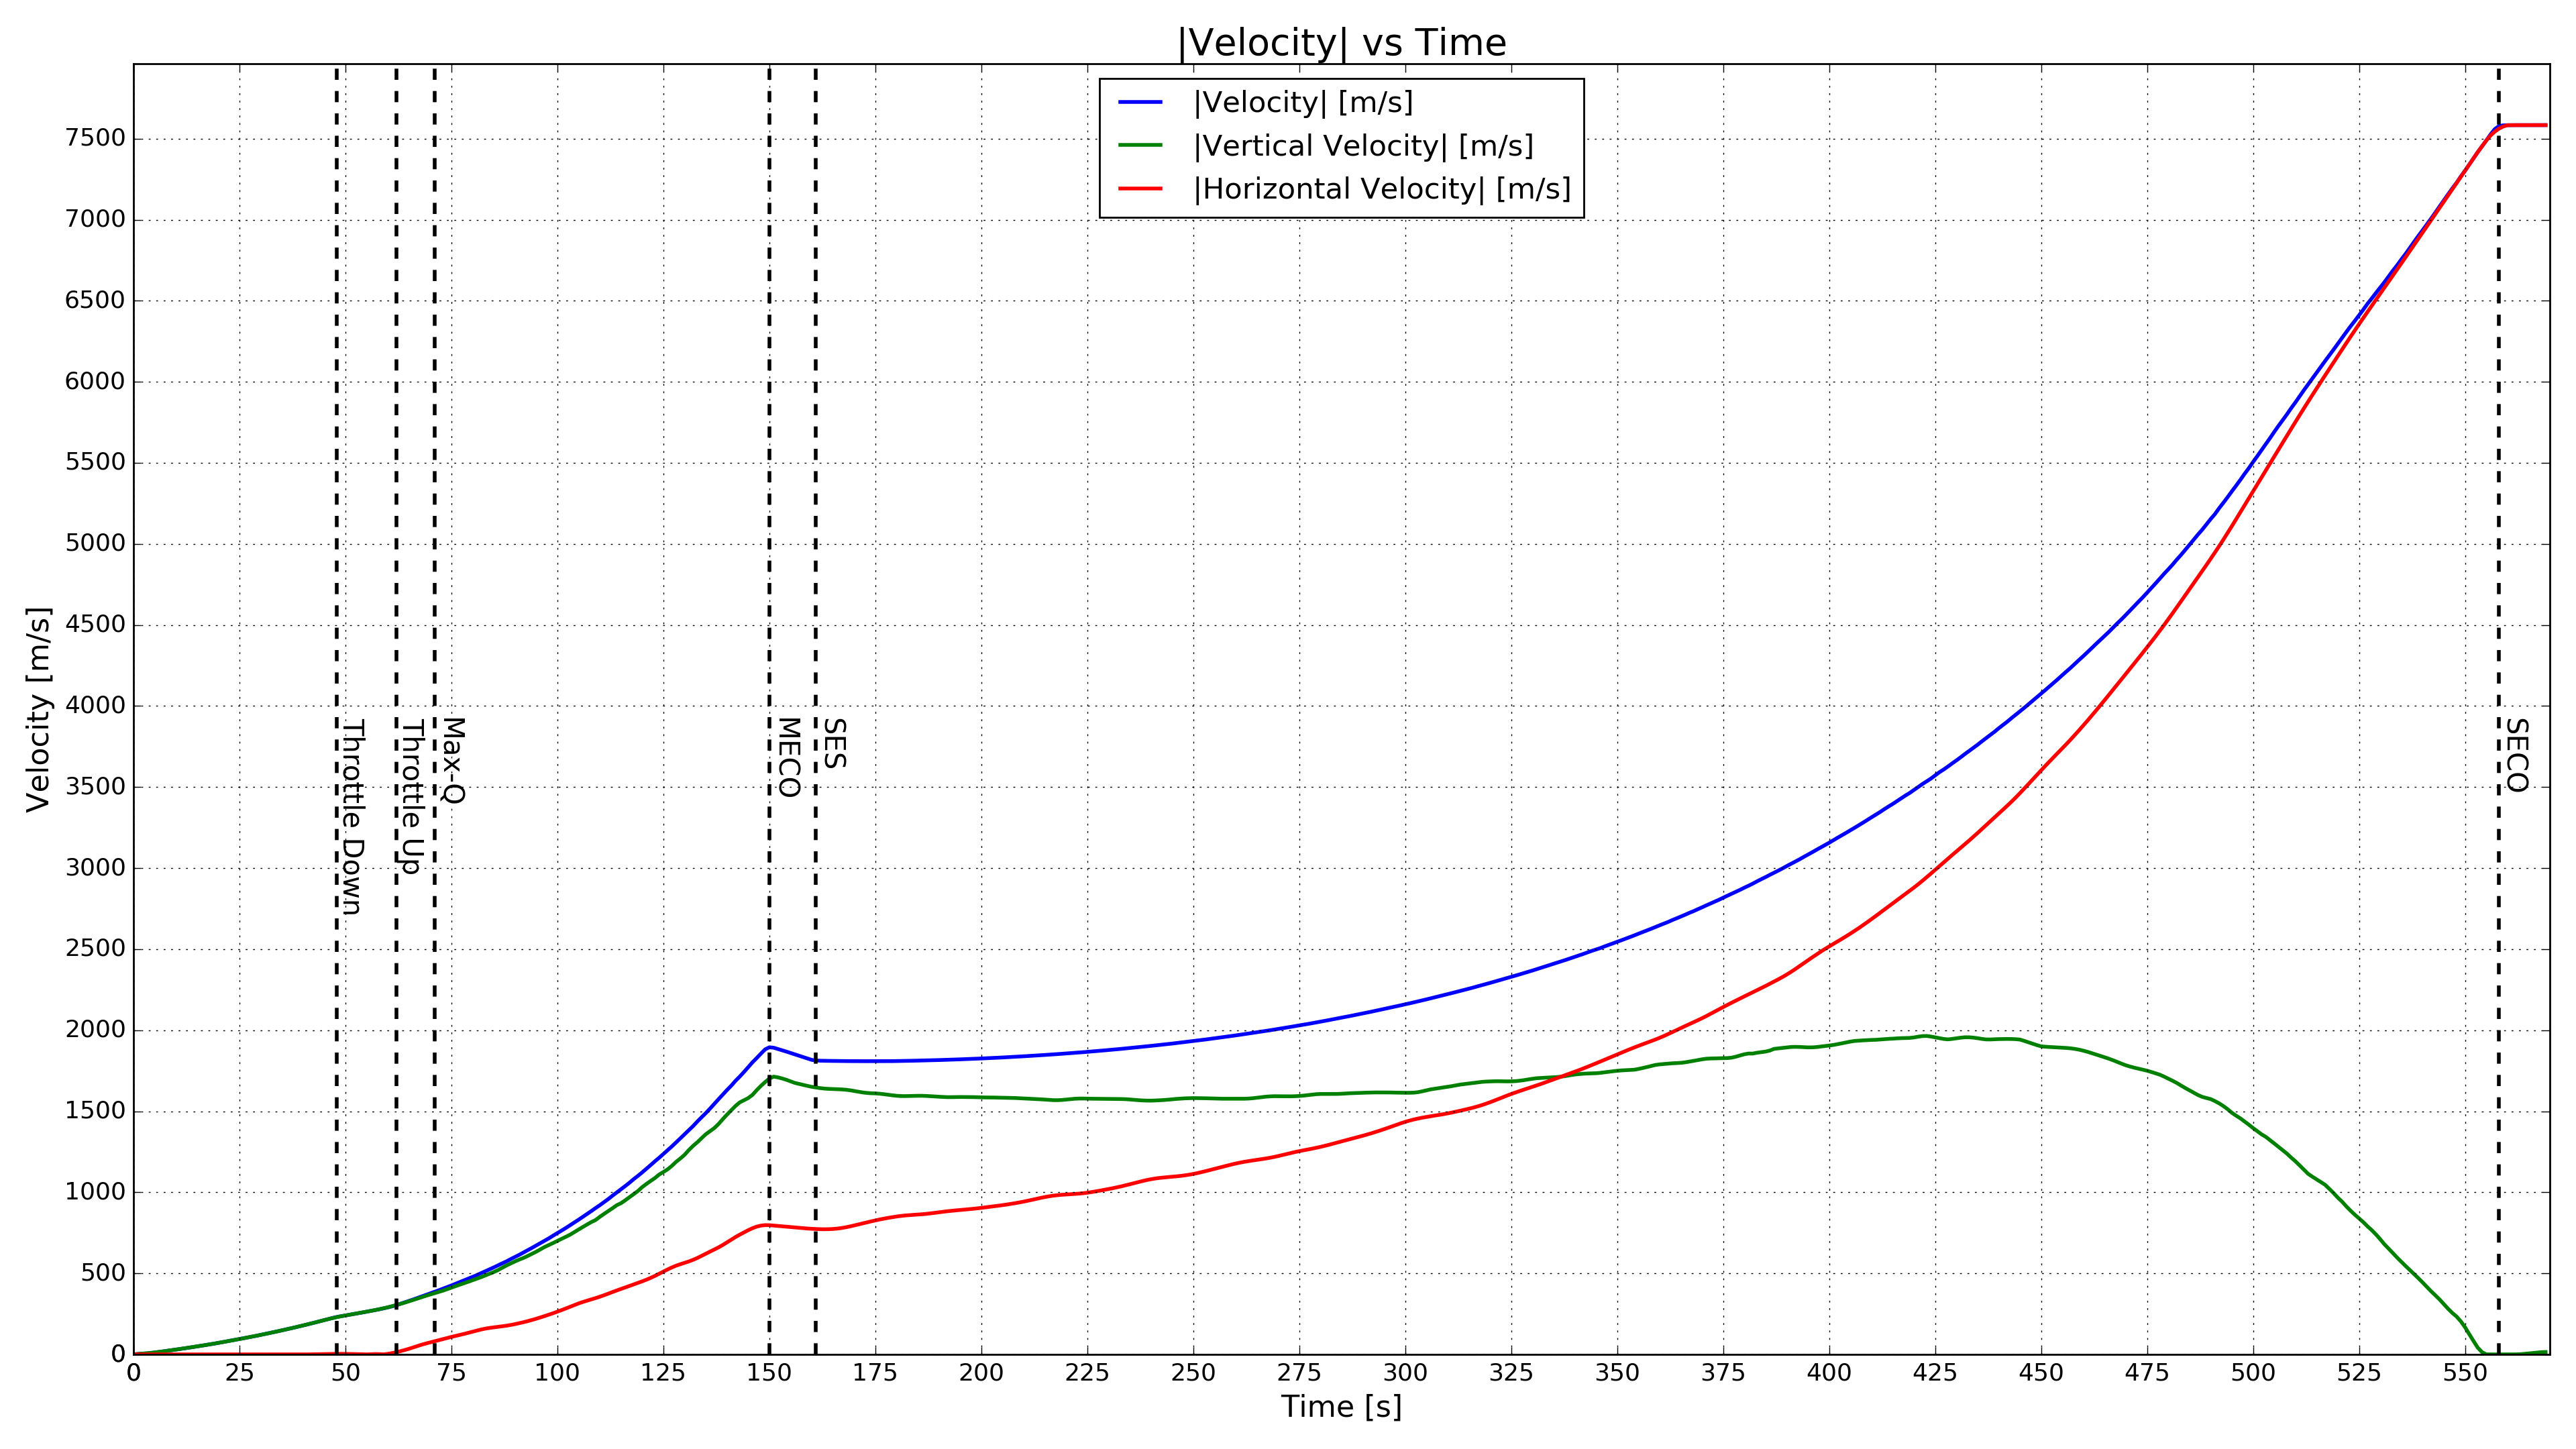 |Velocity| vs Time
|Velocity| [m/s]
|Vertical Velocity| [m/s]
|Horizontal Velocity| [m/s]
Velocity [m/s]
7500
7000
6500
6000
5500
5000
4500
4000
3500
3000
2500
2000
1500
1000
500
0
Throttle Down
Throttle Up
Max-Q
MECO
SES
SECO
0 25 50 75 100 125 150 175 200 225 250 275 300 325 350 375 400 425 450 475 500 525 550
Time [s]